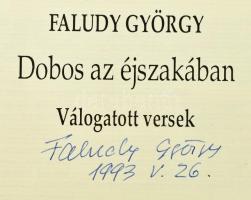 FALUDY GYÖRGY
Dobos az éjszakában
Válogatott versek
Faludy György
1993 V. 26.